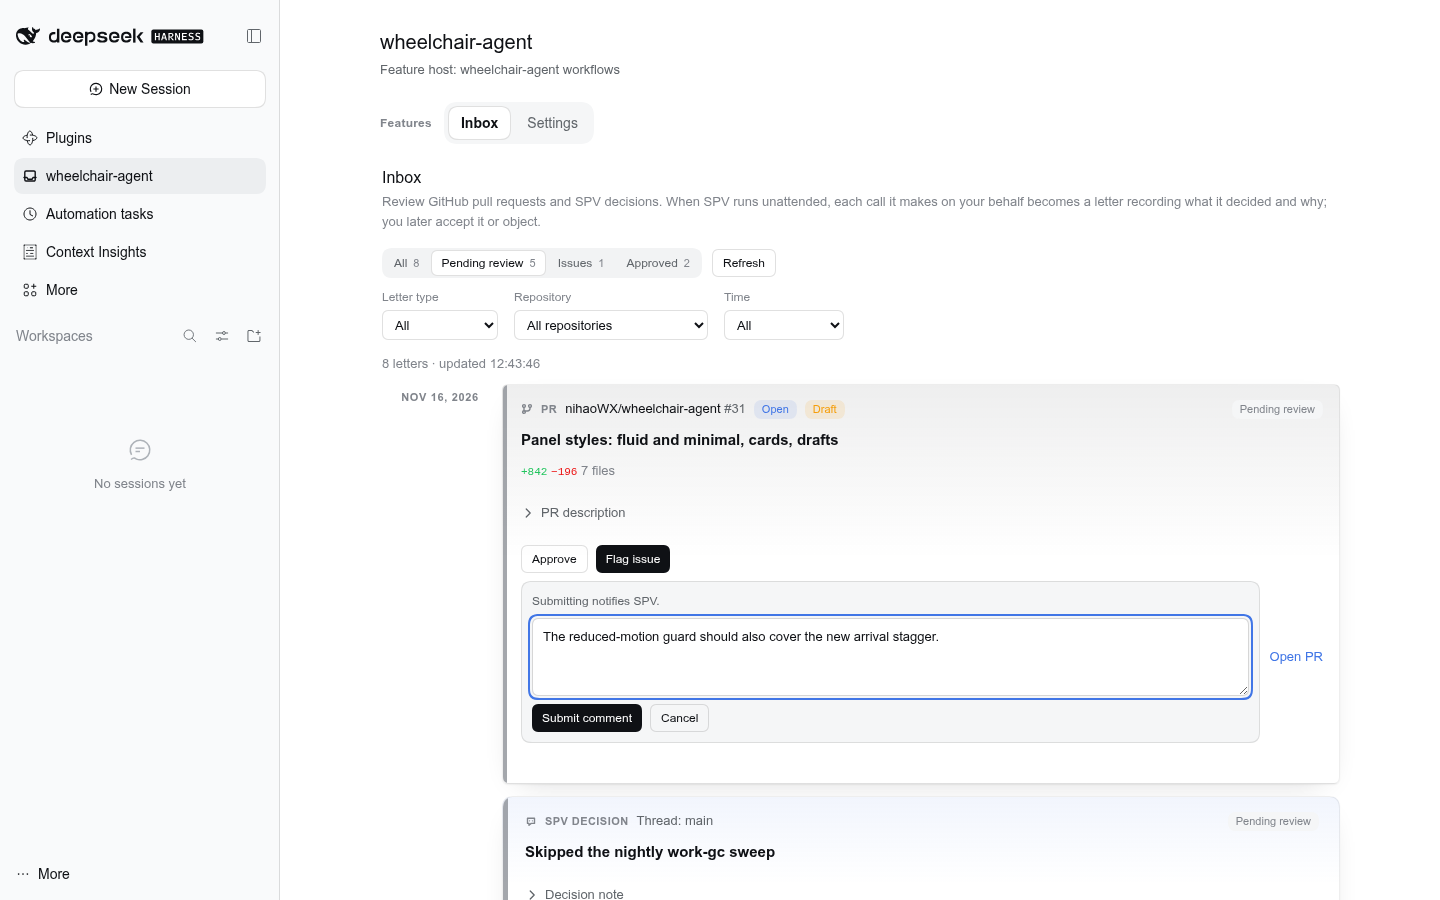 deepseek HARNESS
New Session
Plugins
wheelchair-agent
Automation tasks
Context Insights
More
Workspaces
No sessions yet
More
wheelchair-agent
Feature host: wheelchair-agent workflows
Features Inbox Settings
Inbox
Review GitHub pull requests and SPV decisions. When SPV runs unattended, each call it makes on your behalf becomes a letter recording what it decided and why;
you later accept it or object.
All 8 Pending review 5 Issues 1 Approved 2 Refresh
Letter type Repository Time
All All repositories All
8 letters · updated 12:43:46
NOV 16, 2026
PR nihaoWX/wheelchair-agent #31 Open Draft Pending review
Panel styles: fluid and minimal, cards, drafts
+842 −196 7 files
PR description
Approve Flag issue
Submitting notifies SPV.
The reduced-motion guard should also cover the new arrival stagger.
Open PR
Submit comment Cancel
SPV DECISION Thread: main Pending review
Skipped the nightly work-gc sweep
Decision note